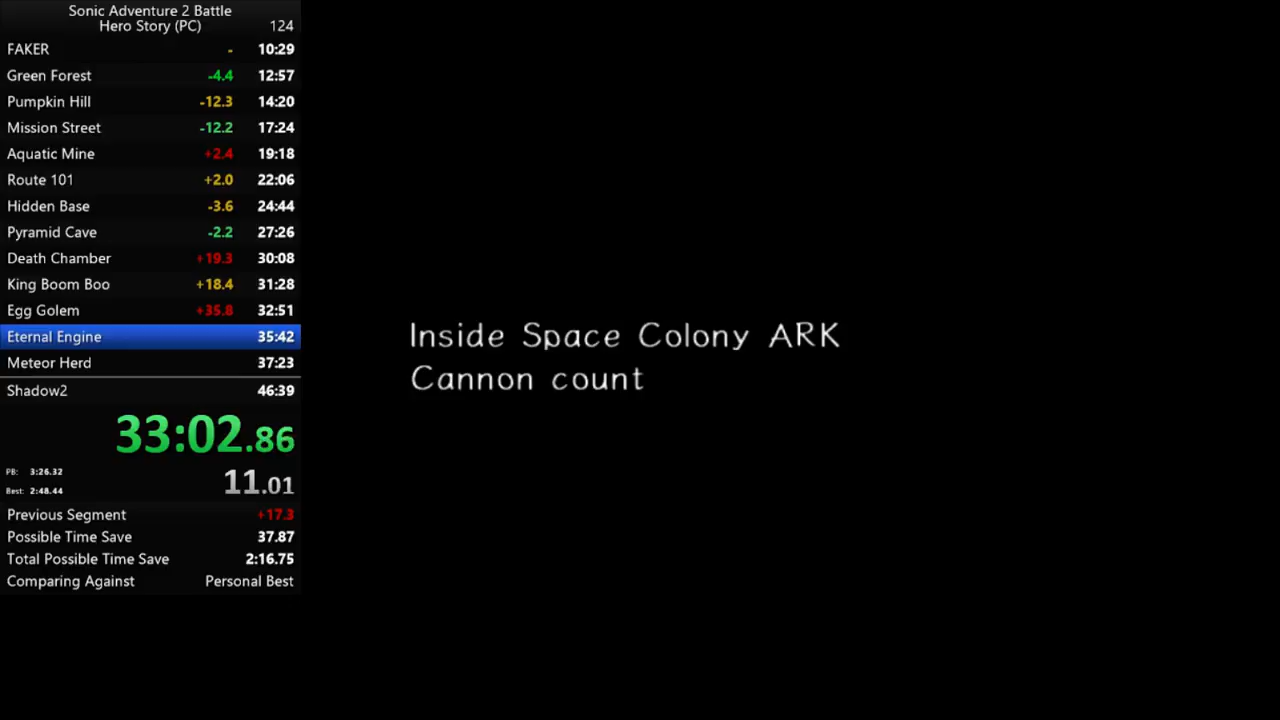 Sonic Adventure 2 Battle
Hero Story (PC) 124
FAKER - 10:29
Green Forest -4.4 12:57
Pumpkin Hill -12.3 14:20
Mission Street -12.2 17:24
Aquatic Mine +2.4 19:18
Route 101 +2.0 22:06
Hidden Base -3.6 24:44
Pyramid Cave -2.2 27:26
Death Chamber +19.3 30:08
King Boom Boo +18.4 31:28
Egg Golem +35.8 32:51
Eternal Engine 35:42
Meteor Herd 37:23
Shadow2 46:39
33:02.86
PB: 3:26.32
Best: 2:48.44
11.01
Previous Segment +17.3
Possible Time Save 37.87
Total Possible Time Save 2:16.75
Comparing Against Personal Best
Inside Space Colony ARK
Cannon count